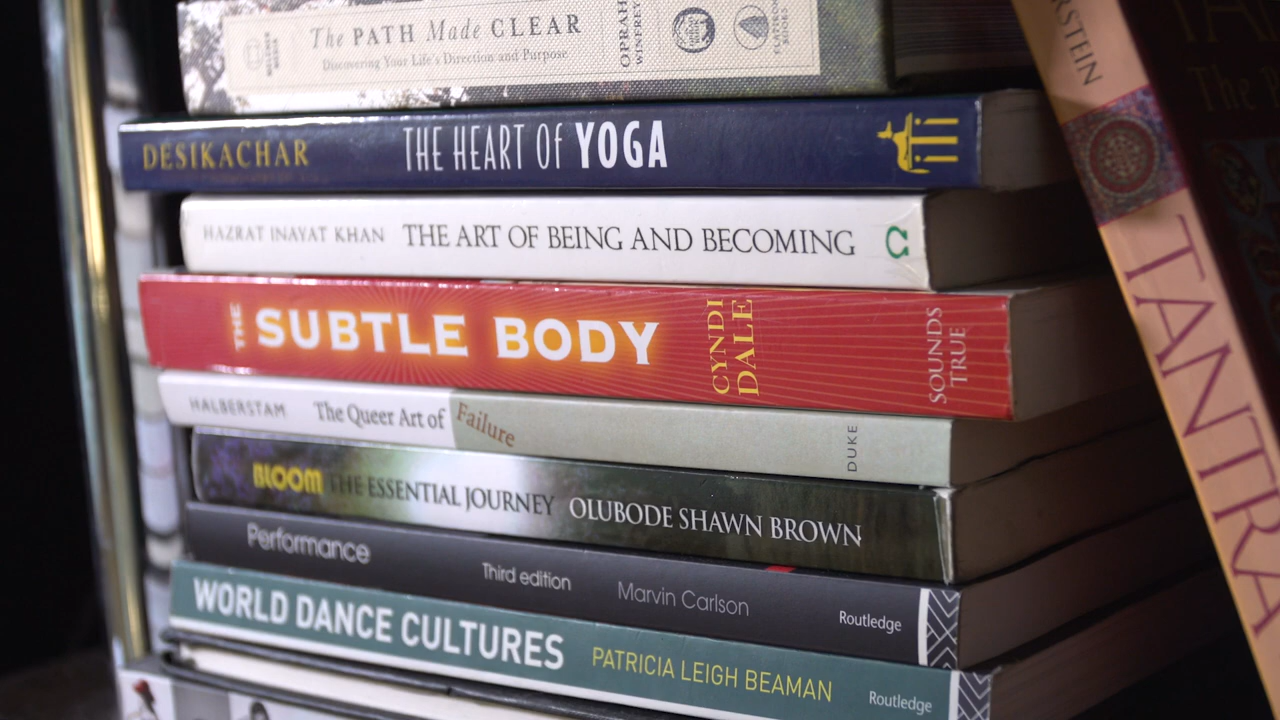 The PATH Made CLEAR
Discovering Your Life's Direction and Purpose
OPRAH
WINFREY
DESIKACHAR
THE HEART Of YOGA
HAZRAT INAYAT KHAN
THE ART OF BEING AND BECOMING
THE
SUBTLE BODY
CYNDI
DALE
SOUNDS
TRUE
HALBERSTAM
The Queer Art of Failure
DUKE
BLOOM THE ESSENTIAL JOURNEY
OLUBODE SHAWN BROWN
Performance
Third edition
Marvin Carlson
Routledge
WORLD DANCE CULTURES
PATRICIA LEIGH BEAMAN
Routledge
TANTRA